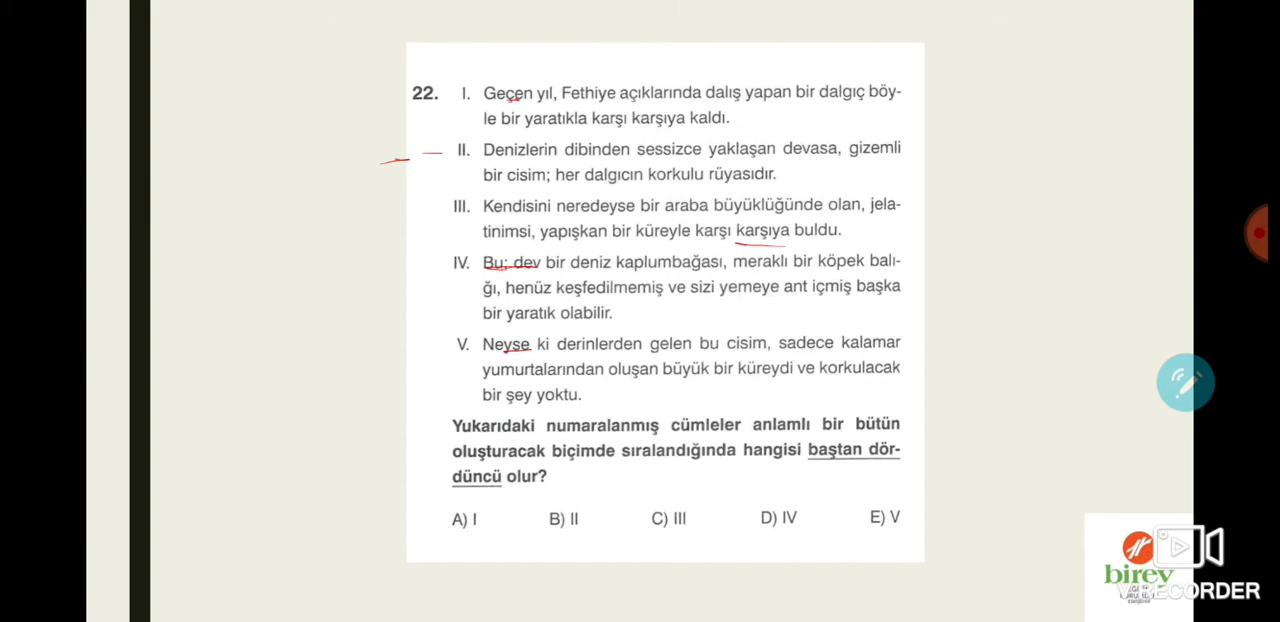 22. I. Geçen yıl, Fethiye açıklarında dalış yapan bir dalgıç böy-
le bir yaratıkla karşı karşıya kaldı.
II. Denizlerin dibinden sessizce yaklaşan devasa, gizemli
bir cisim; her dalgıcın korkulu rüyasıdır.
III. Kendisini neredeyse bir araba büyüklüğünde olan, jela-
tinimsi, yapışkan bir küreyle karşı karşıya buldu.
IV. Bu; dev bir deniz kaplumbağası, meraklı bir köpek balı-
ğı, henüz keşfedilmemiş ve sizi yemeye ant içmiş başka
bir yaratık olabilir.
V. Neyse ki derinlerden gelen bu cisim, sadece kalamar
yumurtalarından oluşan büyük bir küreydi ve korkulacak
bir şey yoktu.
Yukarıdaki numaralanmış cümleler anlamlı bir bütün
oluşturacak biçimde sıralandığında hangisi baştan dör-
düncü olur?
A) I B) II C) III D) IV E) V
birey
RECORDER